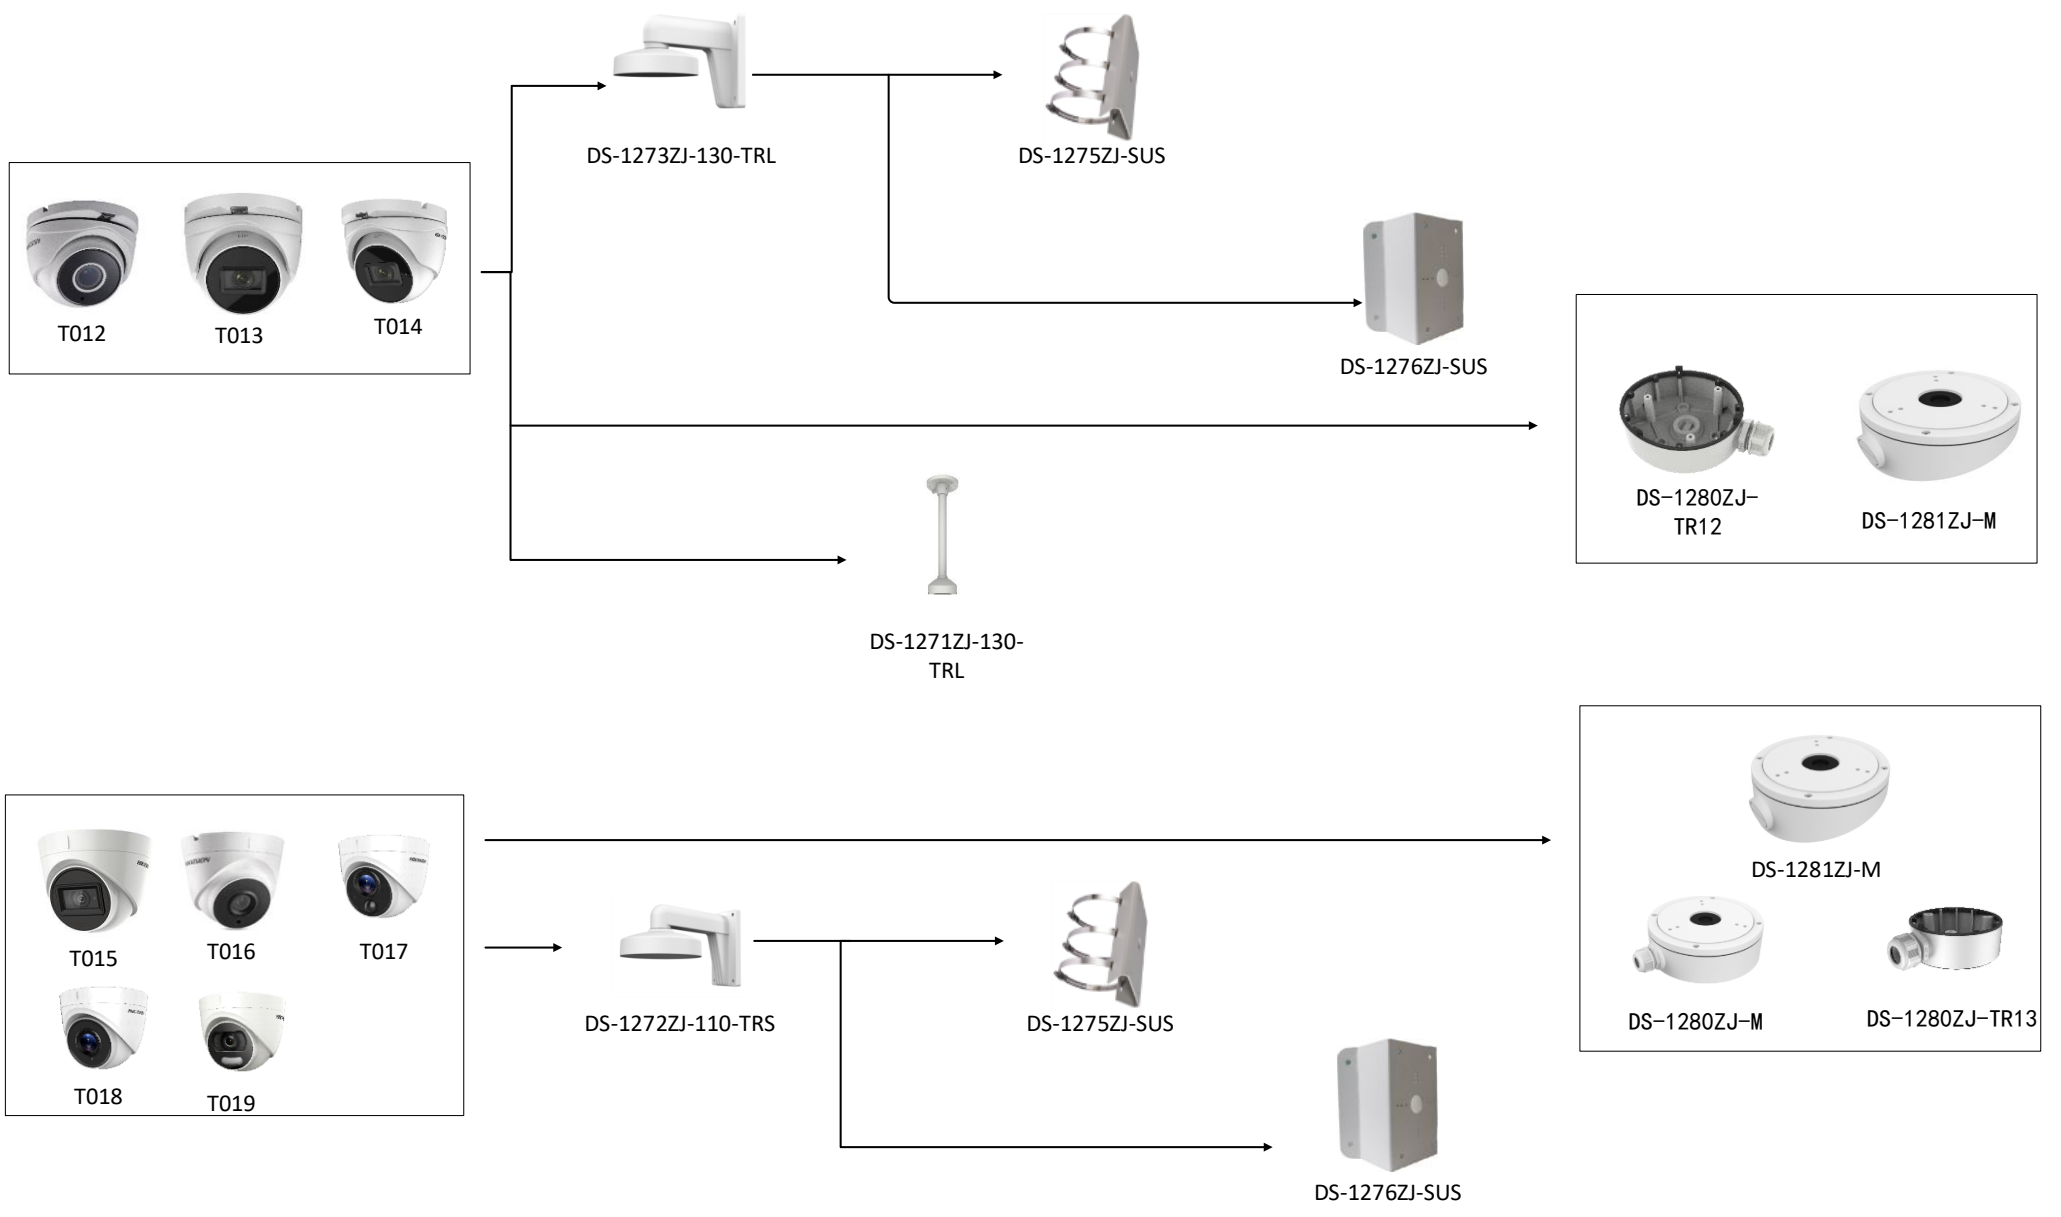 DS-1273ZJ-130-TRL
DS-1275ZJ-SUS
T012
T013
T014
DS-1276ZJ-SUS
DS-1280ZJ-
TR12
DS-1281ZJ-M
DS-1271ZJ-130-
TRL
DS-1281ZJ-M
T015
T016
T017
DS-1272ZJ-110-TRS
DS-1275ZJ-SUS
DS-1280ZJ-M
DS-1280ZJ-TR13
T018
T019
DS-1276ZJ-SUS